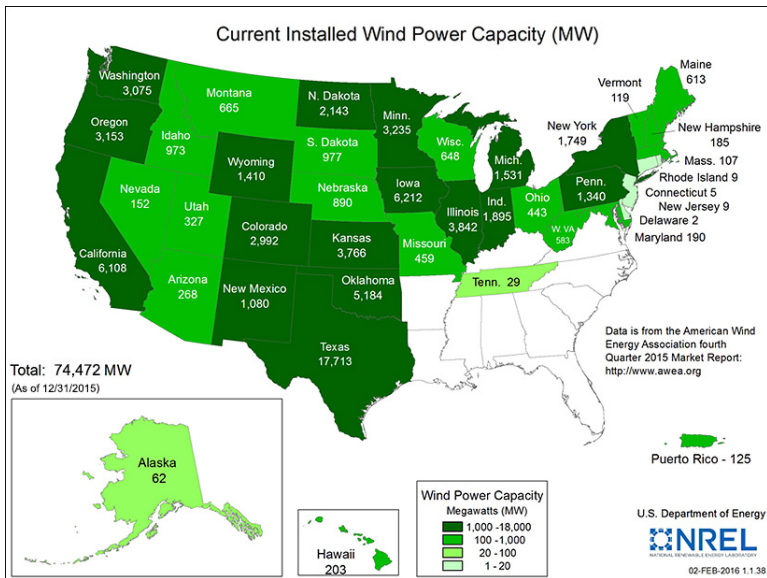 Current Installed Wind Power Capacity (MW)
Washington
3,075
Oregon
3,153
California
6,108
Montana
665
Idaho
973
Nevada
152
Utah
327
Arizona
268
Wyoming
1,410
Colorado
2,992
New Mexico
1,080
N. Dakota
2,143
S. Dakota
977
Nebraska
890
Kansas
3,766
Oklahoma
5,184
Texas
17,713
Minn.
3,235
Iowa
6,212
Missouri
459
Wisc.
648
Illinois
3,842
Mich.
1,531
Ind.
1,895
Ohio
443
W. VA
583
Tenn. 29
Penn.
1,340
New York
1,749
Vermont
119
Maine
613
New Hampshire
185
Mass. 107
Rhode Island 9
Connecticut 5
New Jersey 9
Delaware 2
Maryland 190
Data is from the American Wind
Energy Association fourth
Quarter 2015 Market Report:
http://www.awea.org
Total: 74,472 MW
(As of 12/31/2015)
Alaska
62
Hawaii
203
Puerto Rico - 125
Wind Power Capacity
Megawatts (MW)
1,000 -18,000
100 -1,000
20 - 100
1 - 20
U.S. Department of Energy
NREL
NATIONAL RENEWABLE ENERGY LABORATORY
02-FEB-2016 1.1.38